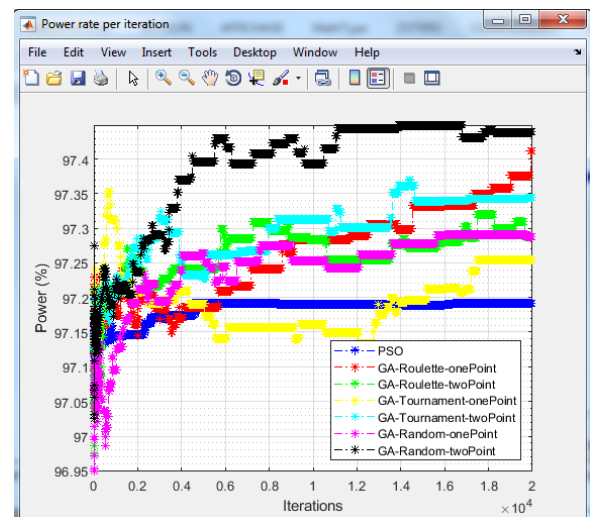 Power rate per iteration
File Edit View Insert Tools Desktop Window Help
Power (%)
97.4
97.35
97.3
97.25
97.2
97.15
97.1
97.05
97
96.95
PSO
GA-Roulette-onePoint
GA-Roulette-twoPoint
GA-Tournament-onePoint
GA-Tournament-twoPoint
GA-Random-onePoint
GA-Random-twoPoint
0 0.2 0.4 0.6 0.8 1 1.2 1.4 1.6 1.8 2
Iterations
× 10^4